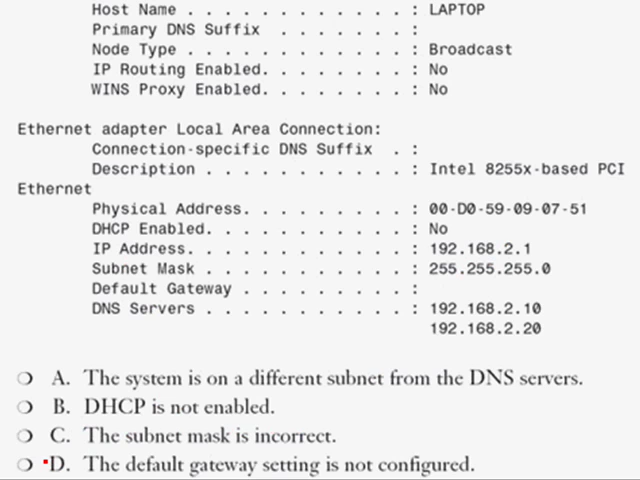 Host Name . . . . . . . . . . . . : LAPTOP
Primary DNS Suffix . . . . . . . :
Node Type . . . . . . . . . . . . : Broadcast
IP Routing Enabled. . . . . . . . : No
WINS Proxy Enabled. . . . . . . . : No
Ethernet adapter Local Area Connection:
Connection-specific DNS Suffix . :
Description . . . . . . . . . . . : Intel 8255x-based PCI
Ethernet
Physical Address. . . . . . . . . : 00-D0-59-09-07-51
DHCP Enabled. . . . . . . . . . . : No
IP Address. . . . . . . . . . . . : 192.168.2.1
Subnet Mask . . . . . . . . . . . : 255.255.255.0
Default Gateway . . . . . . . . . :
DNS Servers . . . . . . . . . . . : 192.168.2.10
192.168.2.20
A. The system is on a different subnet from the DNS servers.
B. DHCP is not enabled.
C. The subnet mask is incorrect.
D. The default gateway setting is not configured.